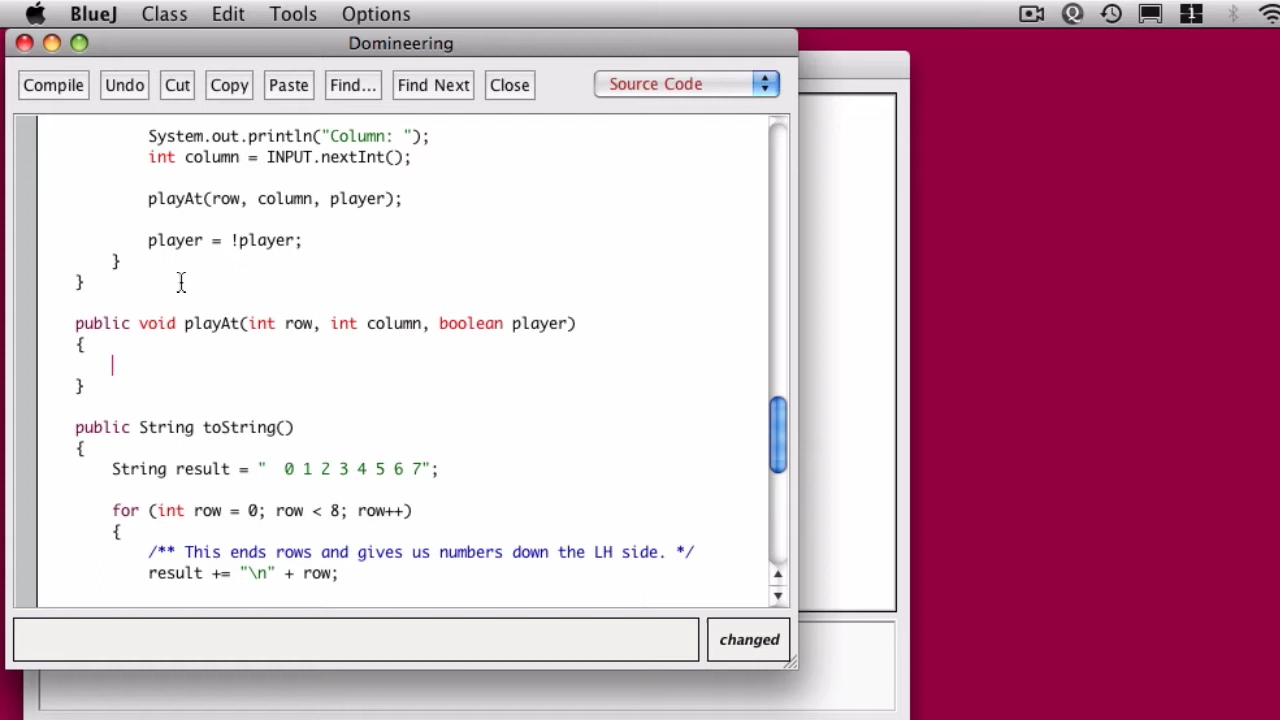 BlueJ Class Edit Tools Options
1
Domineering
Compile Undo Cut Copy Paste Find... Find Next Close Source Code
System.out.println("Column: ");
int column = INPUT.nextInt();
playAt(row, column, player);
player = !player;
}
}
public void playAt(int row, int column, boolean player)
{
}
public String toString()
{
String result = "  0 1 2 3 4 5 6 7";
for (int row = 0; row < 8; row++)
{
/** This ends rows and gives us numbers down the LH side. */
result += "\n" + row;
changed